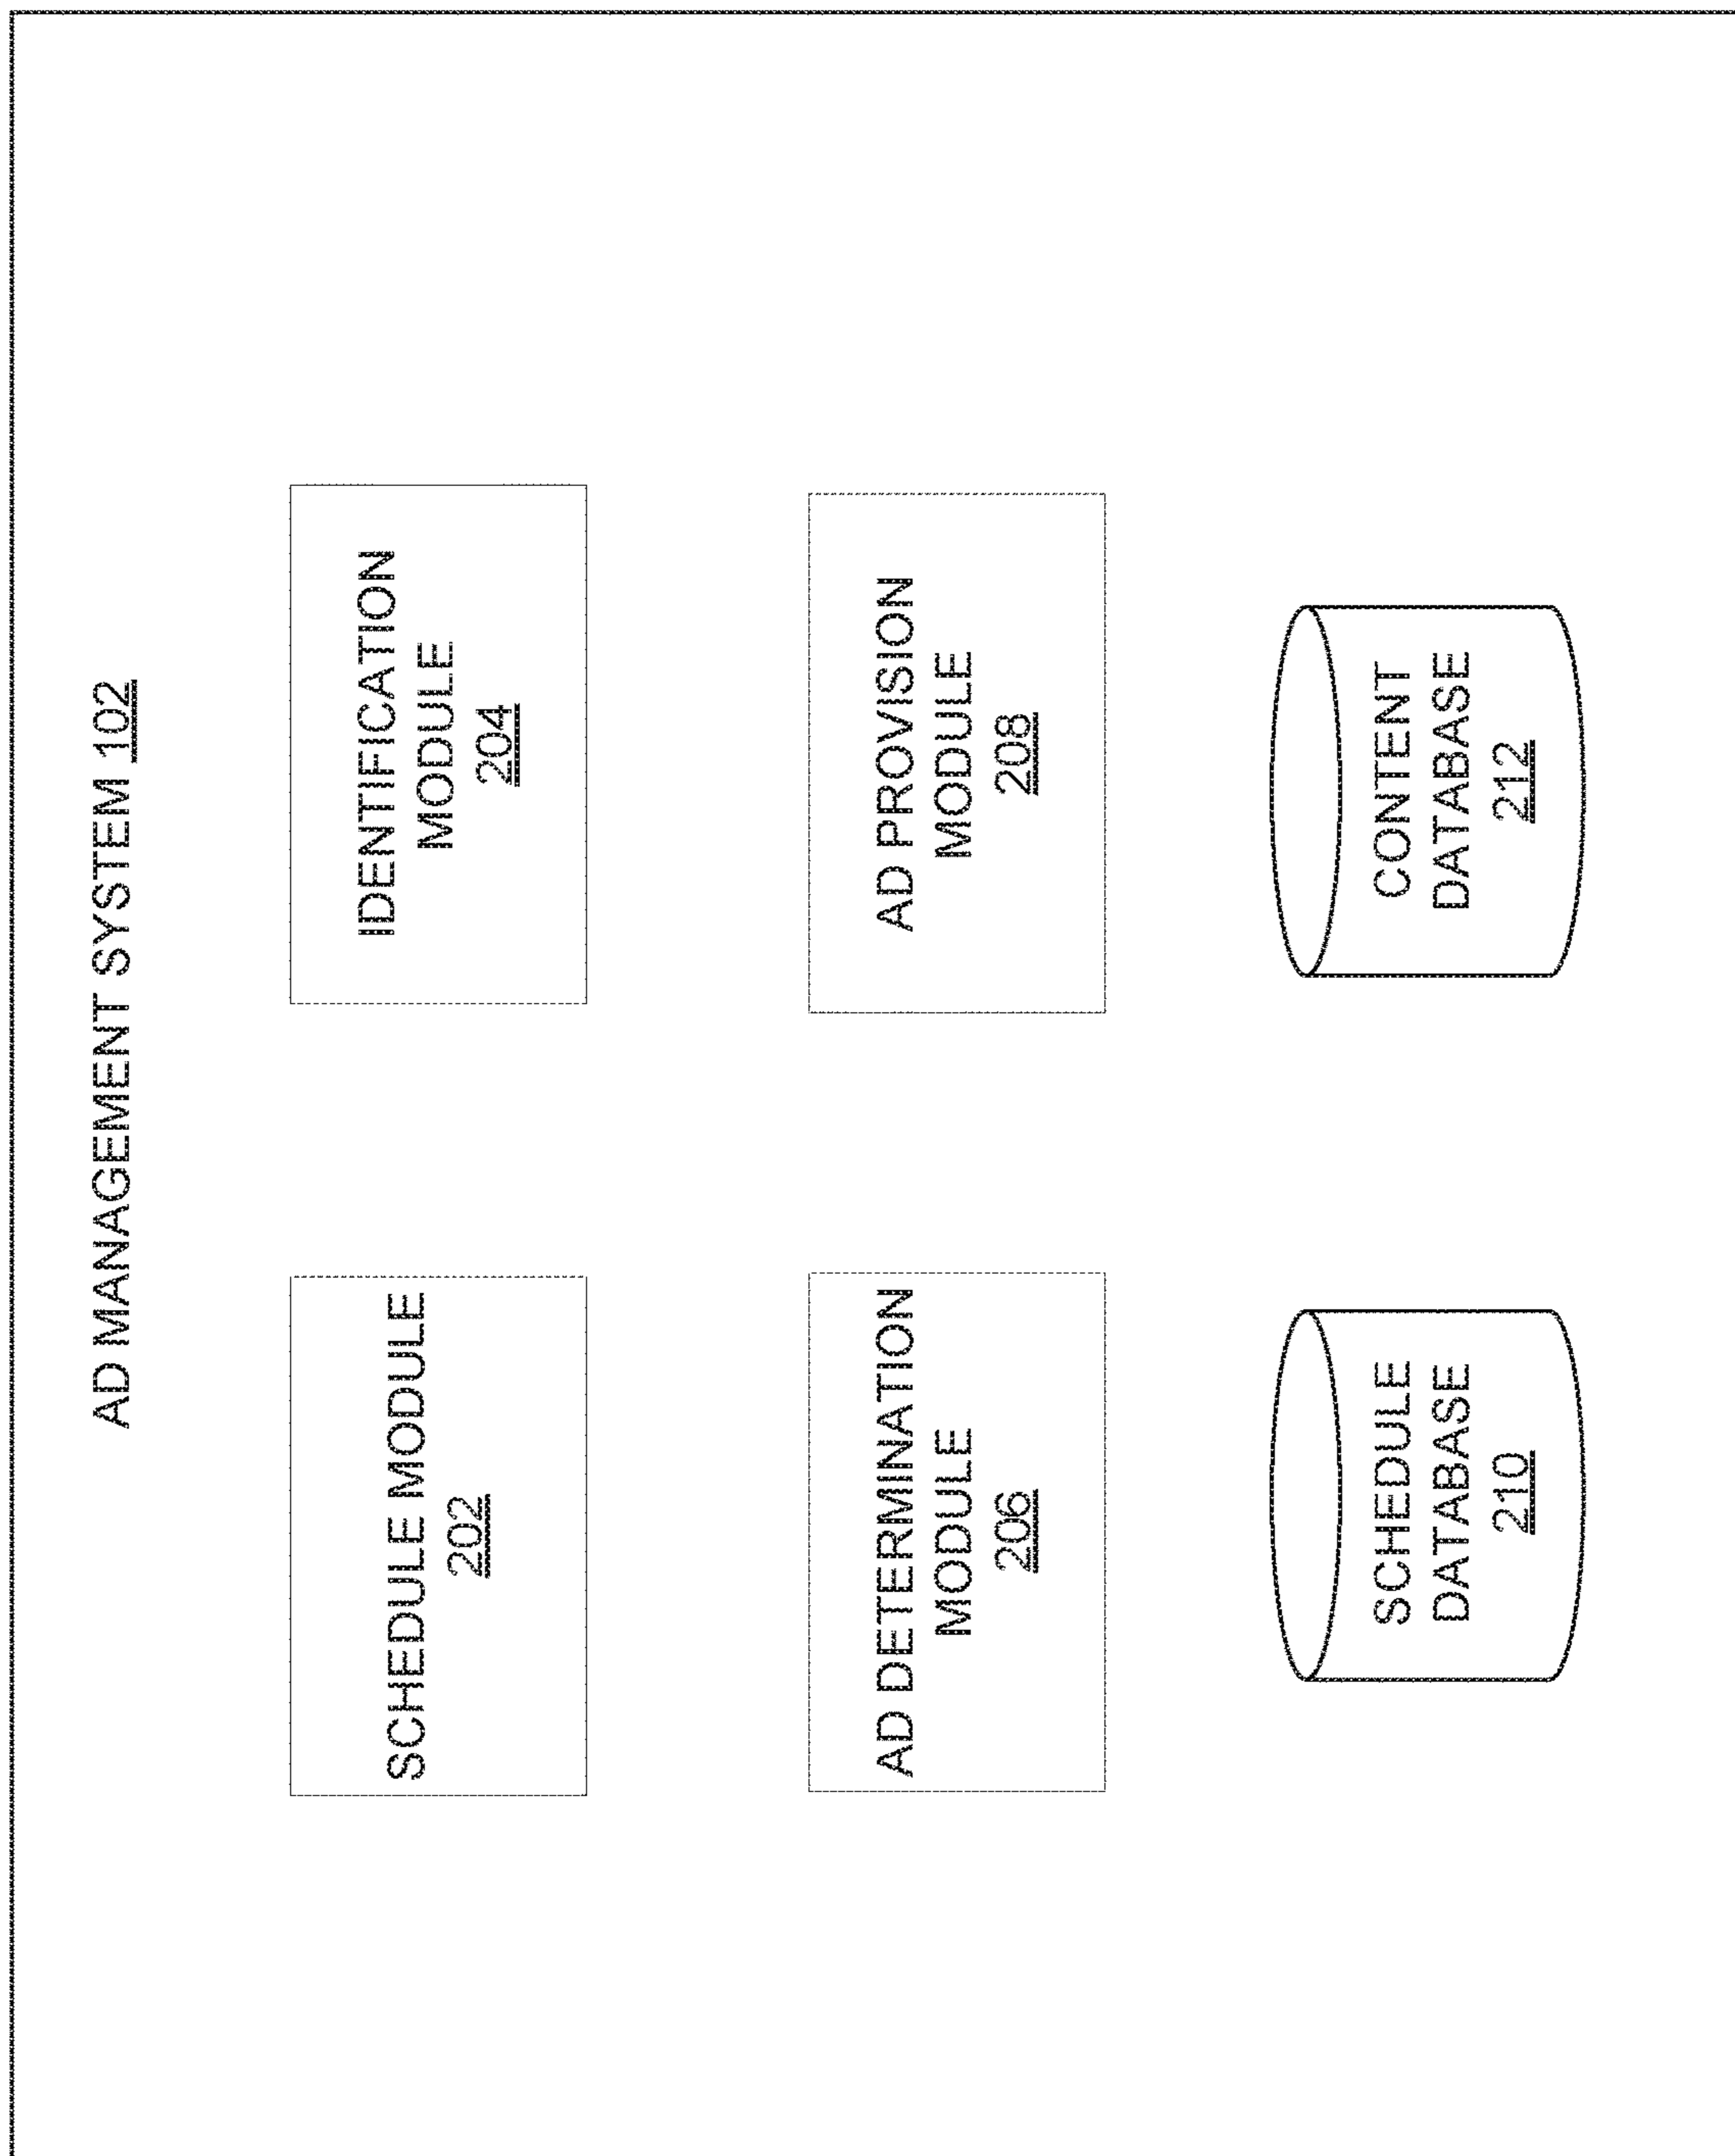 AD MANAGEMENT SYSTEM 102
SCHEDULE MODULE
202
IDENTIFICATION
MODULE
204
AD DETERMINATION
MODULE
206
AD PROVISION
MODULE
208
SCHEDULE
DATABASE
210
CONTENT
DATABASE
212